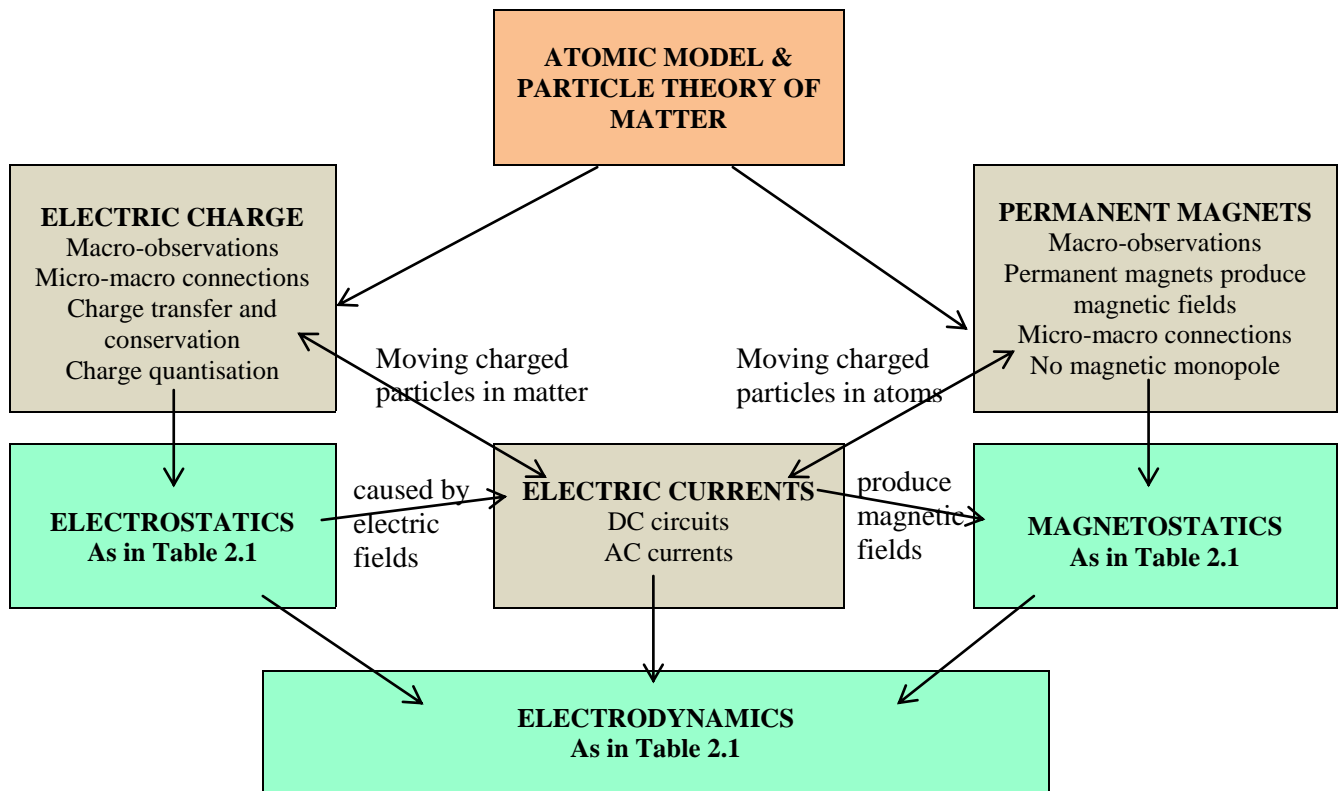 ATOMIC MODEL &
PARTICLE THEORY OF
MATTER
ELECTRIC CHARGE
Macro-observations
Micro-macro connections
Charge transfer and
conservation
Charge quantisation
PERMANENT MAGNETS
Macro-observations
Permanent magnets produce
magnetic fields
Micro-macro connections
No magnetic monopole
Moving charged
particles in matter
Moving charged
particles in atoms
ELECTROSTATICS
As in Table 2.1
caused by
electric
fields
ELECTRIC CURRENTS
DC circuits
AC currents
produce
magnetic
fields
MAGNETOSTATICS
As in Table 2.1
ELECTRODYNAMICS
As in Table 2.1